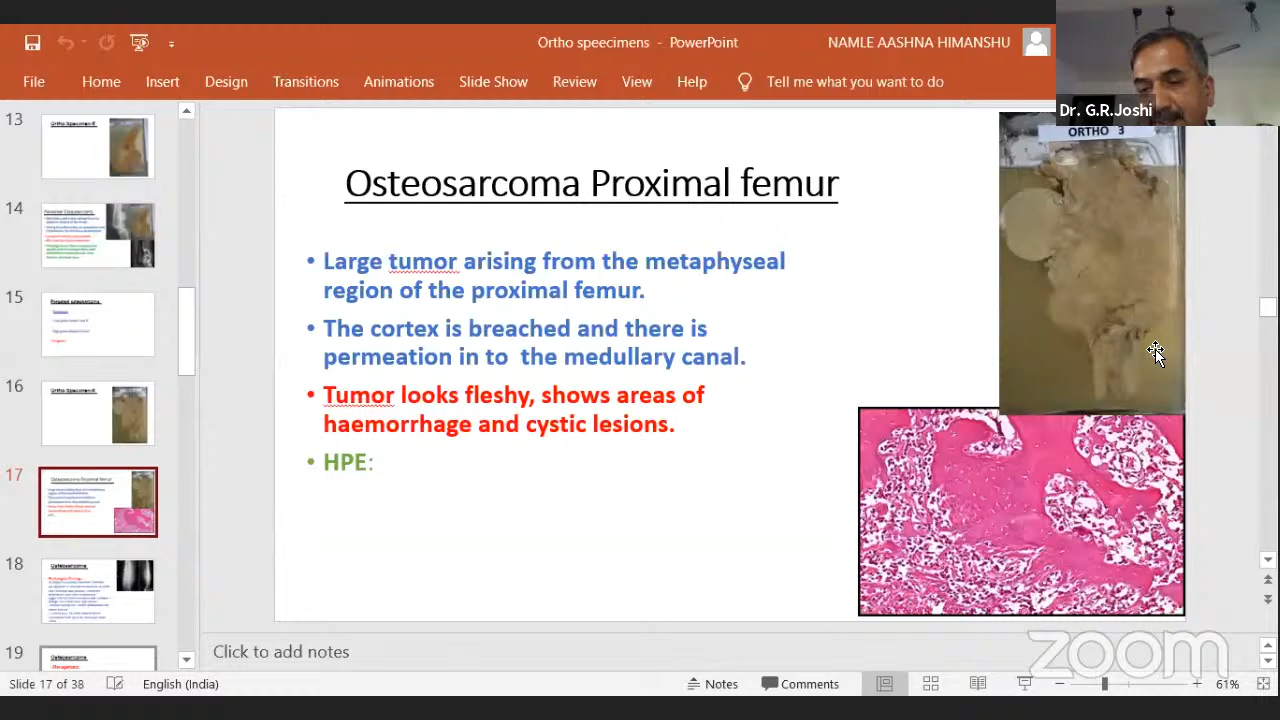 Ortho speecimens - PowerPoint
NAMLE AASHNA HIMANSHU
File Home Insert Design Transitions Animations Slide Show Review View Help Tell me what you want to do
Dr. G.R.Joshi
13
14
15
16
17
18
Osteosarcoma
19
Osteosarcoma
ORTHO 3
Osteosarcoma Proximal femur
• Large tumor arising from the metaphyseal
region of the proximal femur.
• The cortex is breached and there is
permeation in to the medullary canal.
• Tumor looks fleshy, shows areas of
haemorrhage and cystic lesions.
• HPE:
Click to add notes
zoom
Slide 17 of 38 English (India) Notes Comments 61%